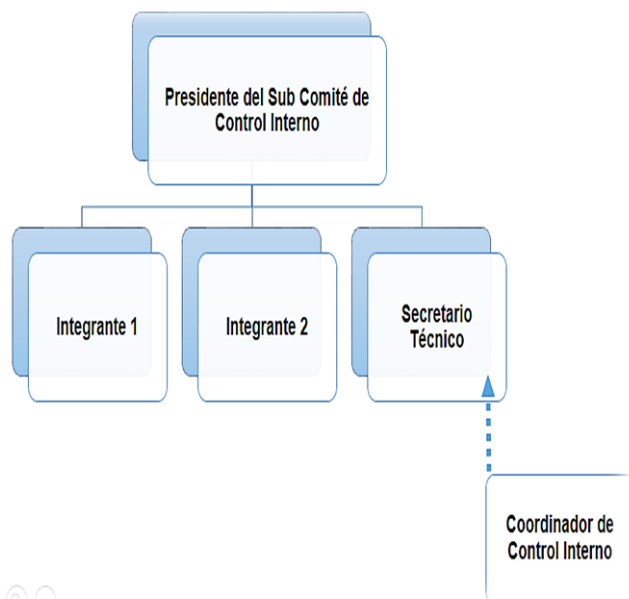 Presidente del Sub Comité de
Control Interno
Integrante 1
Integrante 2
Secretario
Técnico
Coordinador de
Control Interno